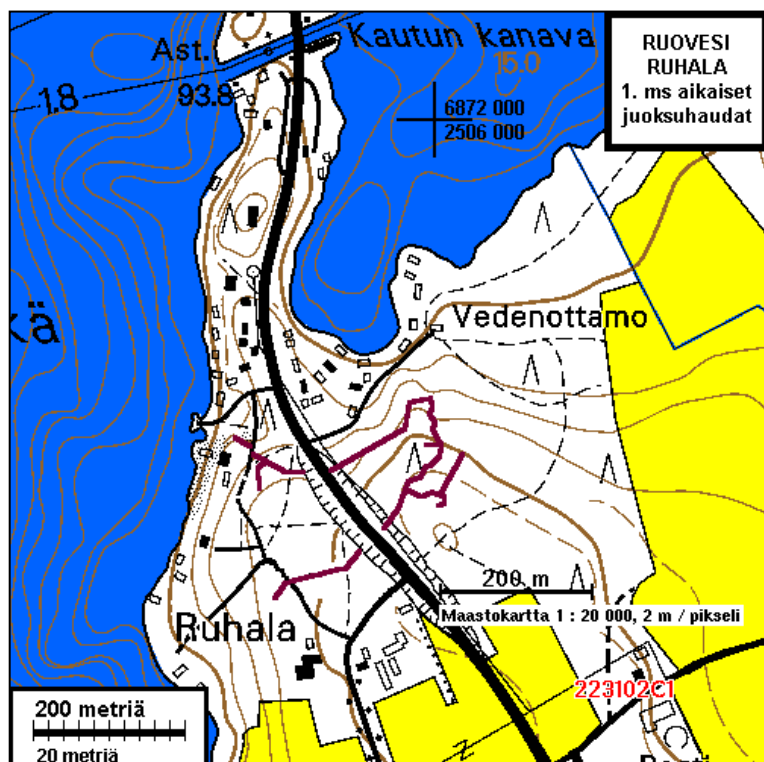 Kautun kanava
Ast.
15.0
1.8
93.8
6872 000
2506 000
RUOVESI
RUHALA
1. ms aikaiset
juoksuhaudat
Vedenottamo
200 m
Maastokartta 1 : 20 000, 2 m / pikseli
Ruhala
223102C1
200 metriä
20 metriä